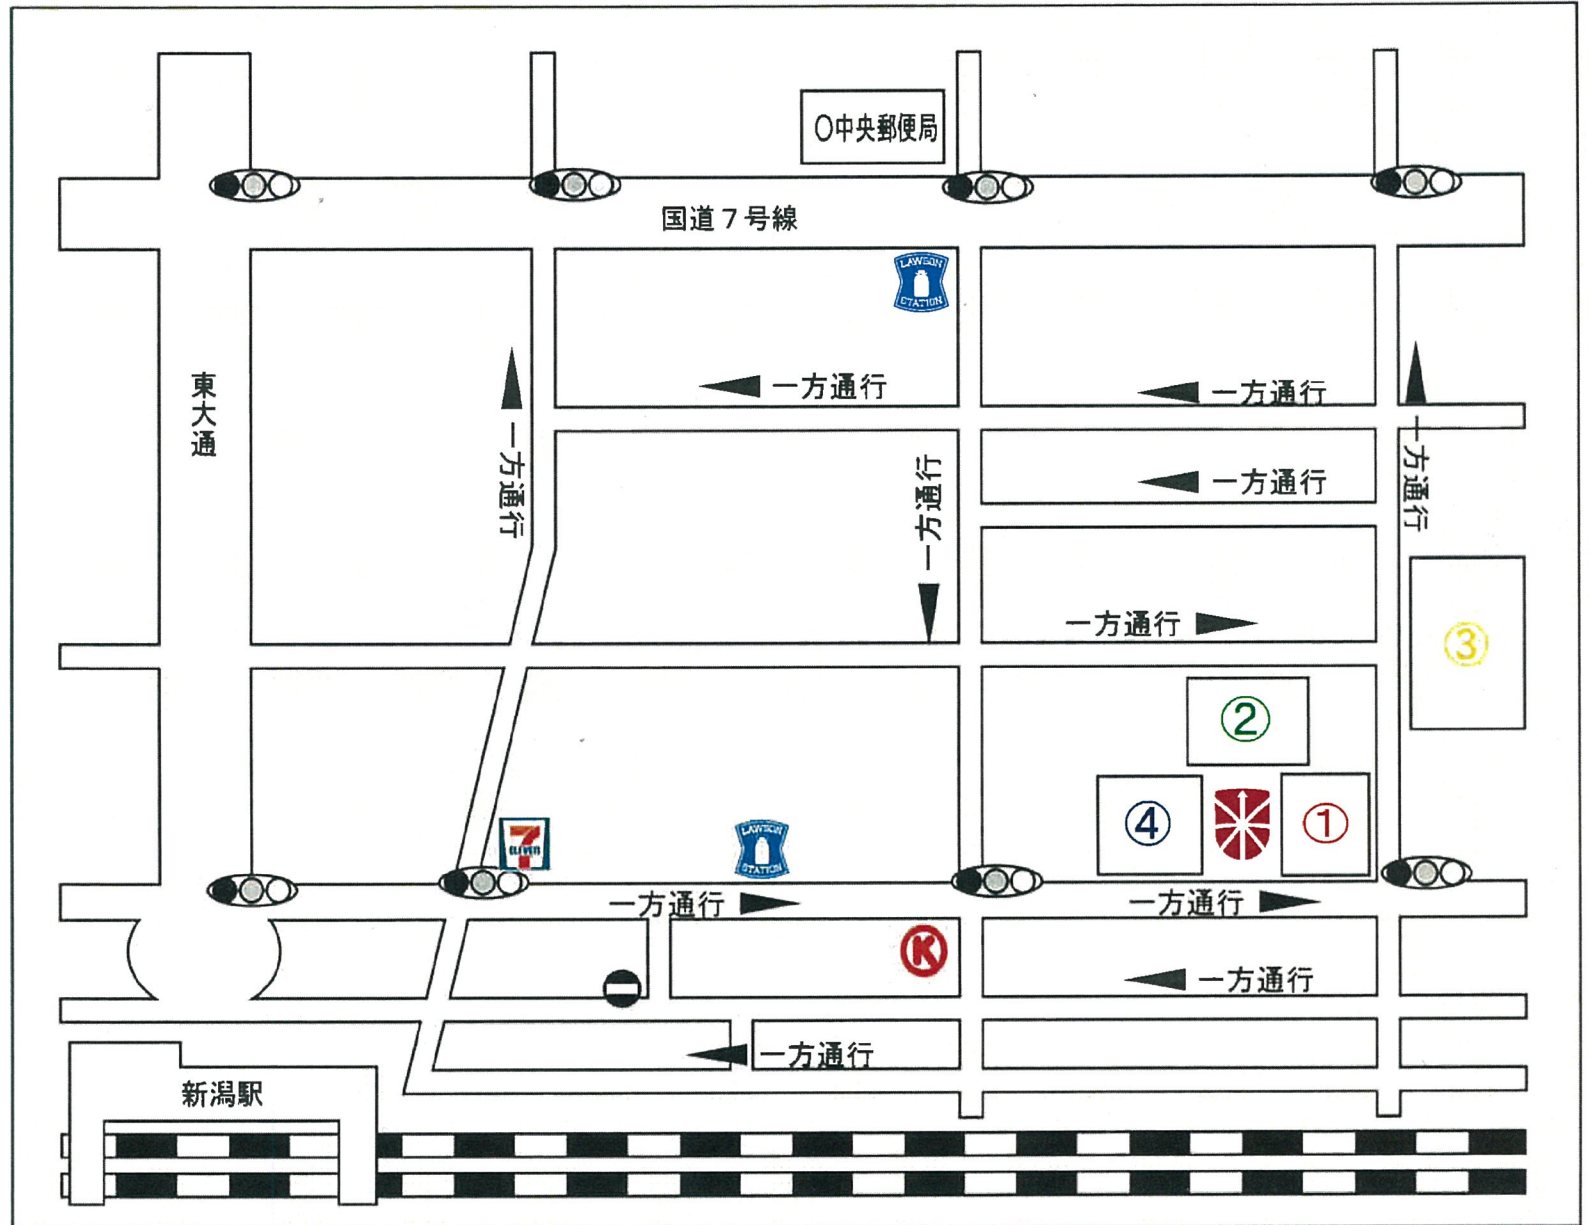 〇中央郵便局
国道7号線
LAWSON
STATION
東大通
一方通行
一方通行
一方通行
一方通行
一方通行
一方通行
一方通行
③
②
④
①
7
ELEVEn
LAWSON
STATION
一方通行
一方通行
K
一方通行
一方通行
新潟駅